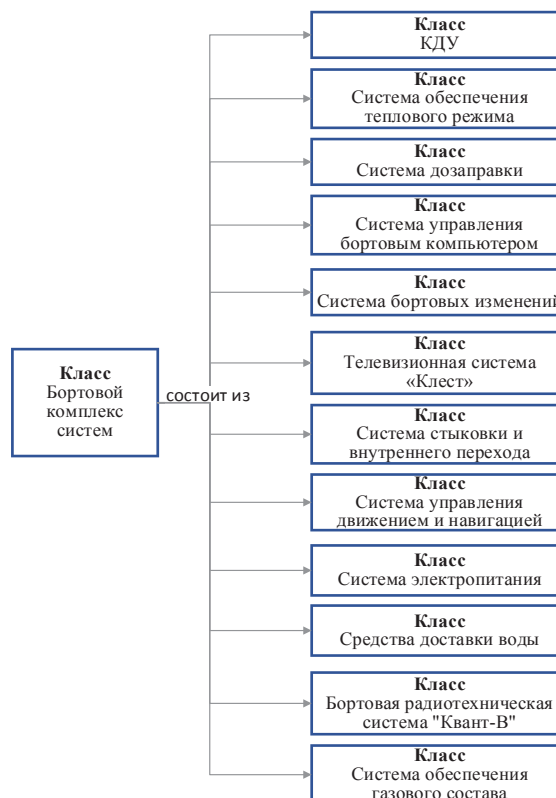 Класс
КДУ
Класс
Система обеспечения
теплового режима
Класс
Система дозаправки
Класс
Система управления
бортовым компьютером
Класс
Система бортовых изменений
Класс
Бортовой
комплекс
систем
состоит из
Класс
Телевизионная система
«Клест»
Класс
Система стыковки и
внутреннего перехода
Класс
Система управления
движением и навигацией
Класс
Система электропитания
Класс
Средства доставки воды
Класс
Бортовая радиотехническая
система "Квант-В"
Класс
Система обеспечения
газового состава